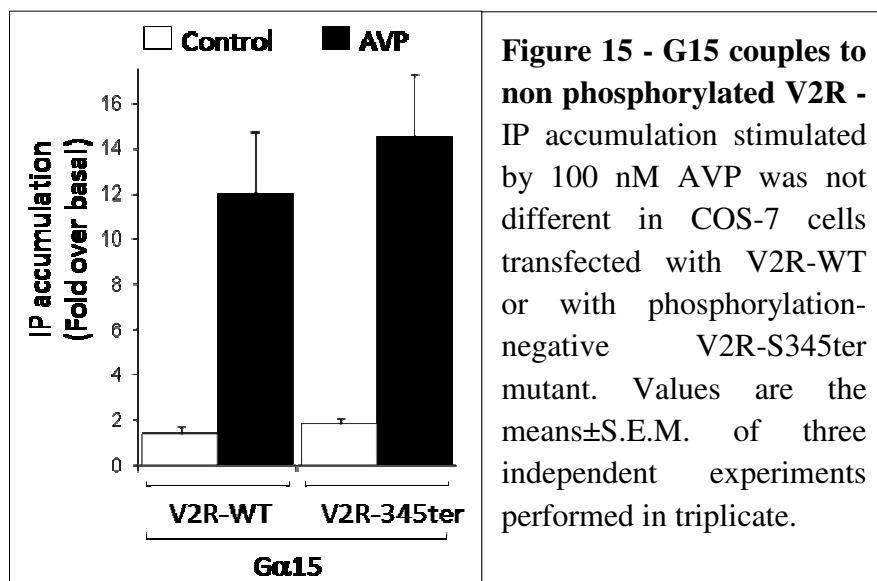 Control AVP
IP accumulation
(Fold over basal)
16
14
12
10
8
6
4
2
0
V2R-WT V2R-345ter
Gα15
Figure 15 - G15 couples to
non phosphorylated V2R -
IP accumulation stimulated
by 100 nM AVP was not
different in COS-7 cells
transfected with V2R-WT
or with phosphorylation-
negative V2R-S345ter
mutant. Values are the
means±S.E.M. of three
independent experiments
performed in triplicate.